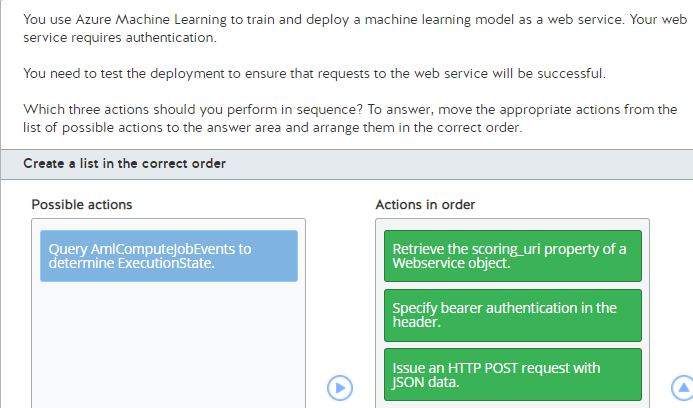 You use Azure Machine Learning to train and deploy a machine learning model as a web service. Your web
service requires authentication.
You need to test the deployment to ensure that requests to the web service will be successful.
Which three actions should you perform in sequence? To answer, move the appropriate actions from the
list of possible actions to the answer area and arrange them in the correct order.
Create a list in the correct order
Possible actions
Query AmlComputeJobEvents to
determine ExecutionState.
Actions in order
Retrieve the scoring_uri property of a
Webservice object.
Specify bearer authentication in the
header.
Issue an HTTP POST request with
JSON data.